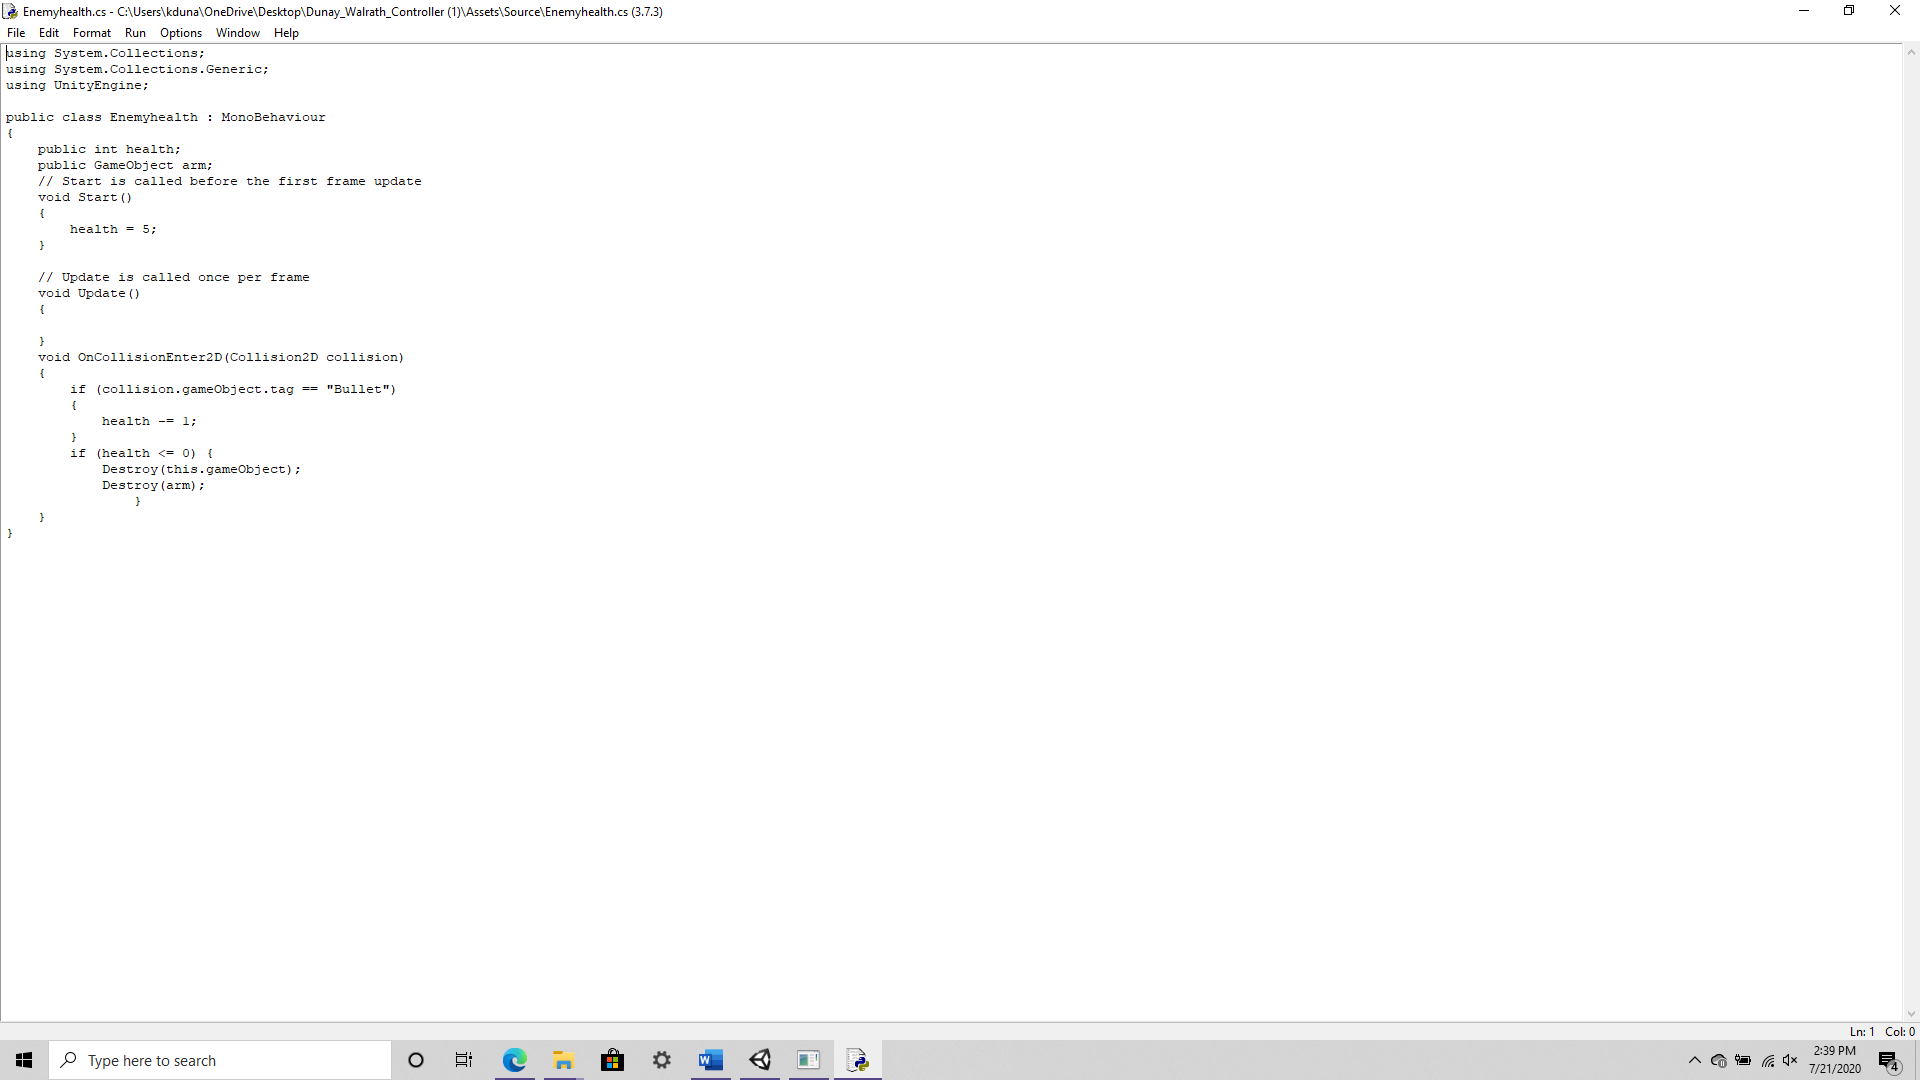 Enemyhealth.cs - C:\Users\kduna\OneDrive\Desktop\Dunay_Walrath_Controller (1)\Assets\Source\Enemyhealth.cs (3.7.3)
File Edit Format Run Options Window Help
using System.Collections;
using System.Collections.Generic;
using UnityEngine;
public class Enemyhealth : MonoBehaviour
{
    public int health;
    public GameObject arm;
    // Start is called before the first frame update
    void Start()
    {
        health = 5;
    }
    // Update is called once per frame
    void Update()
    {
    }
    void OnCollisionEnter2D(Collision2D collision)
    {
        if (collision.gameObject.tag == "Bullet")
        {
            health -= 1;
        }
        if (health <= 0) {
            Destroy(this.gameObject);
            Destroy(arm);
                }
    }
}
Ln: 1 Col: 0
Type here to search
2:39 PM
7/21/2020
4